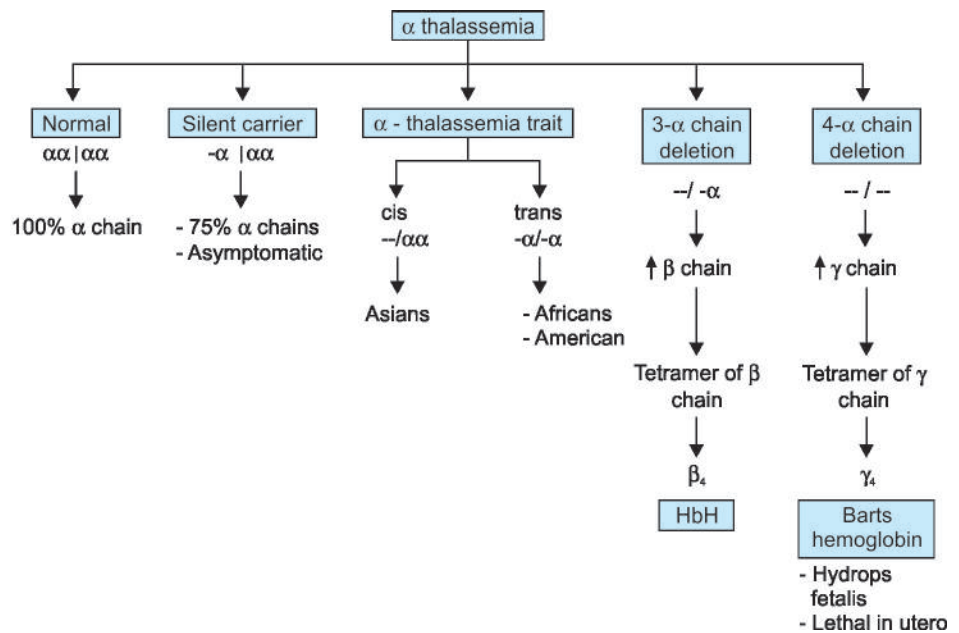 α thalassemia
Normal
αα|αα
100% α chain
Silent carrier
-α |αα
- 75% α chains
- Asymptomatic
α - thalassemia trait
cis
--/αα
Asians
trans
-α/-α
- Africans
- American
3-α chain
deletion
--/ -α
↑ β chain
Tetramer of β
chain
β₄
HbH
4-α chain
deletion
-- / --
↑ γ chain
Tetramer of γ
chain
γ₄
Barts
hemoglobin
- Hydrops
fetalis
- Lethal in utero